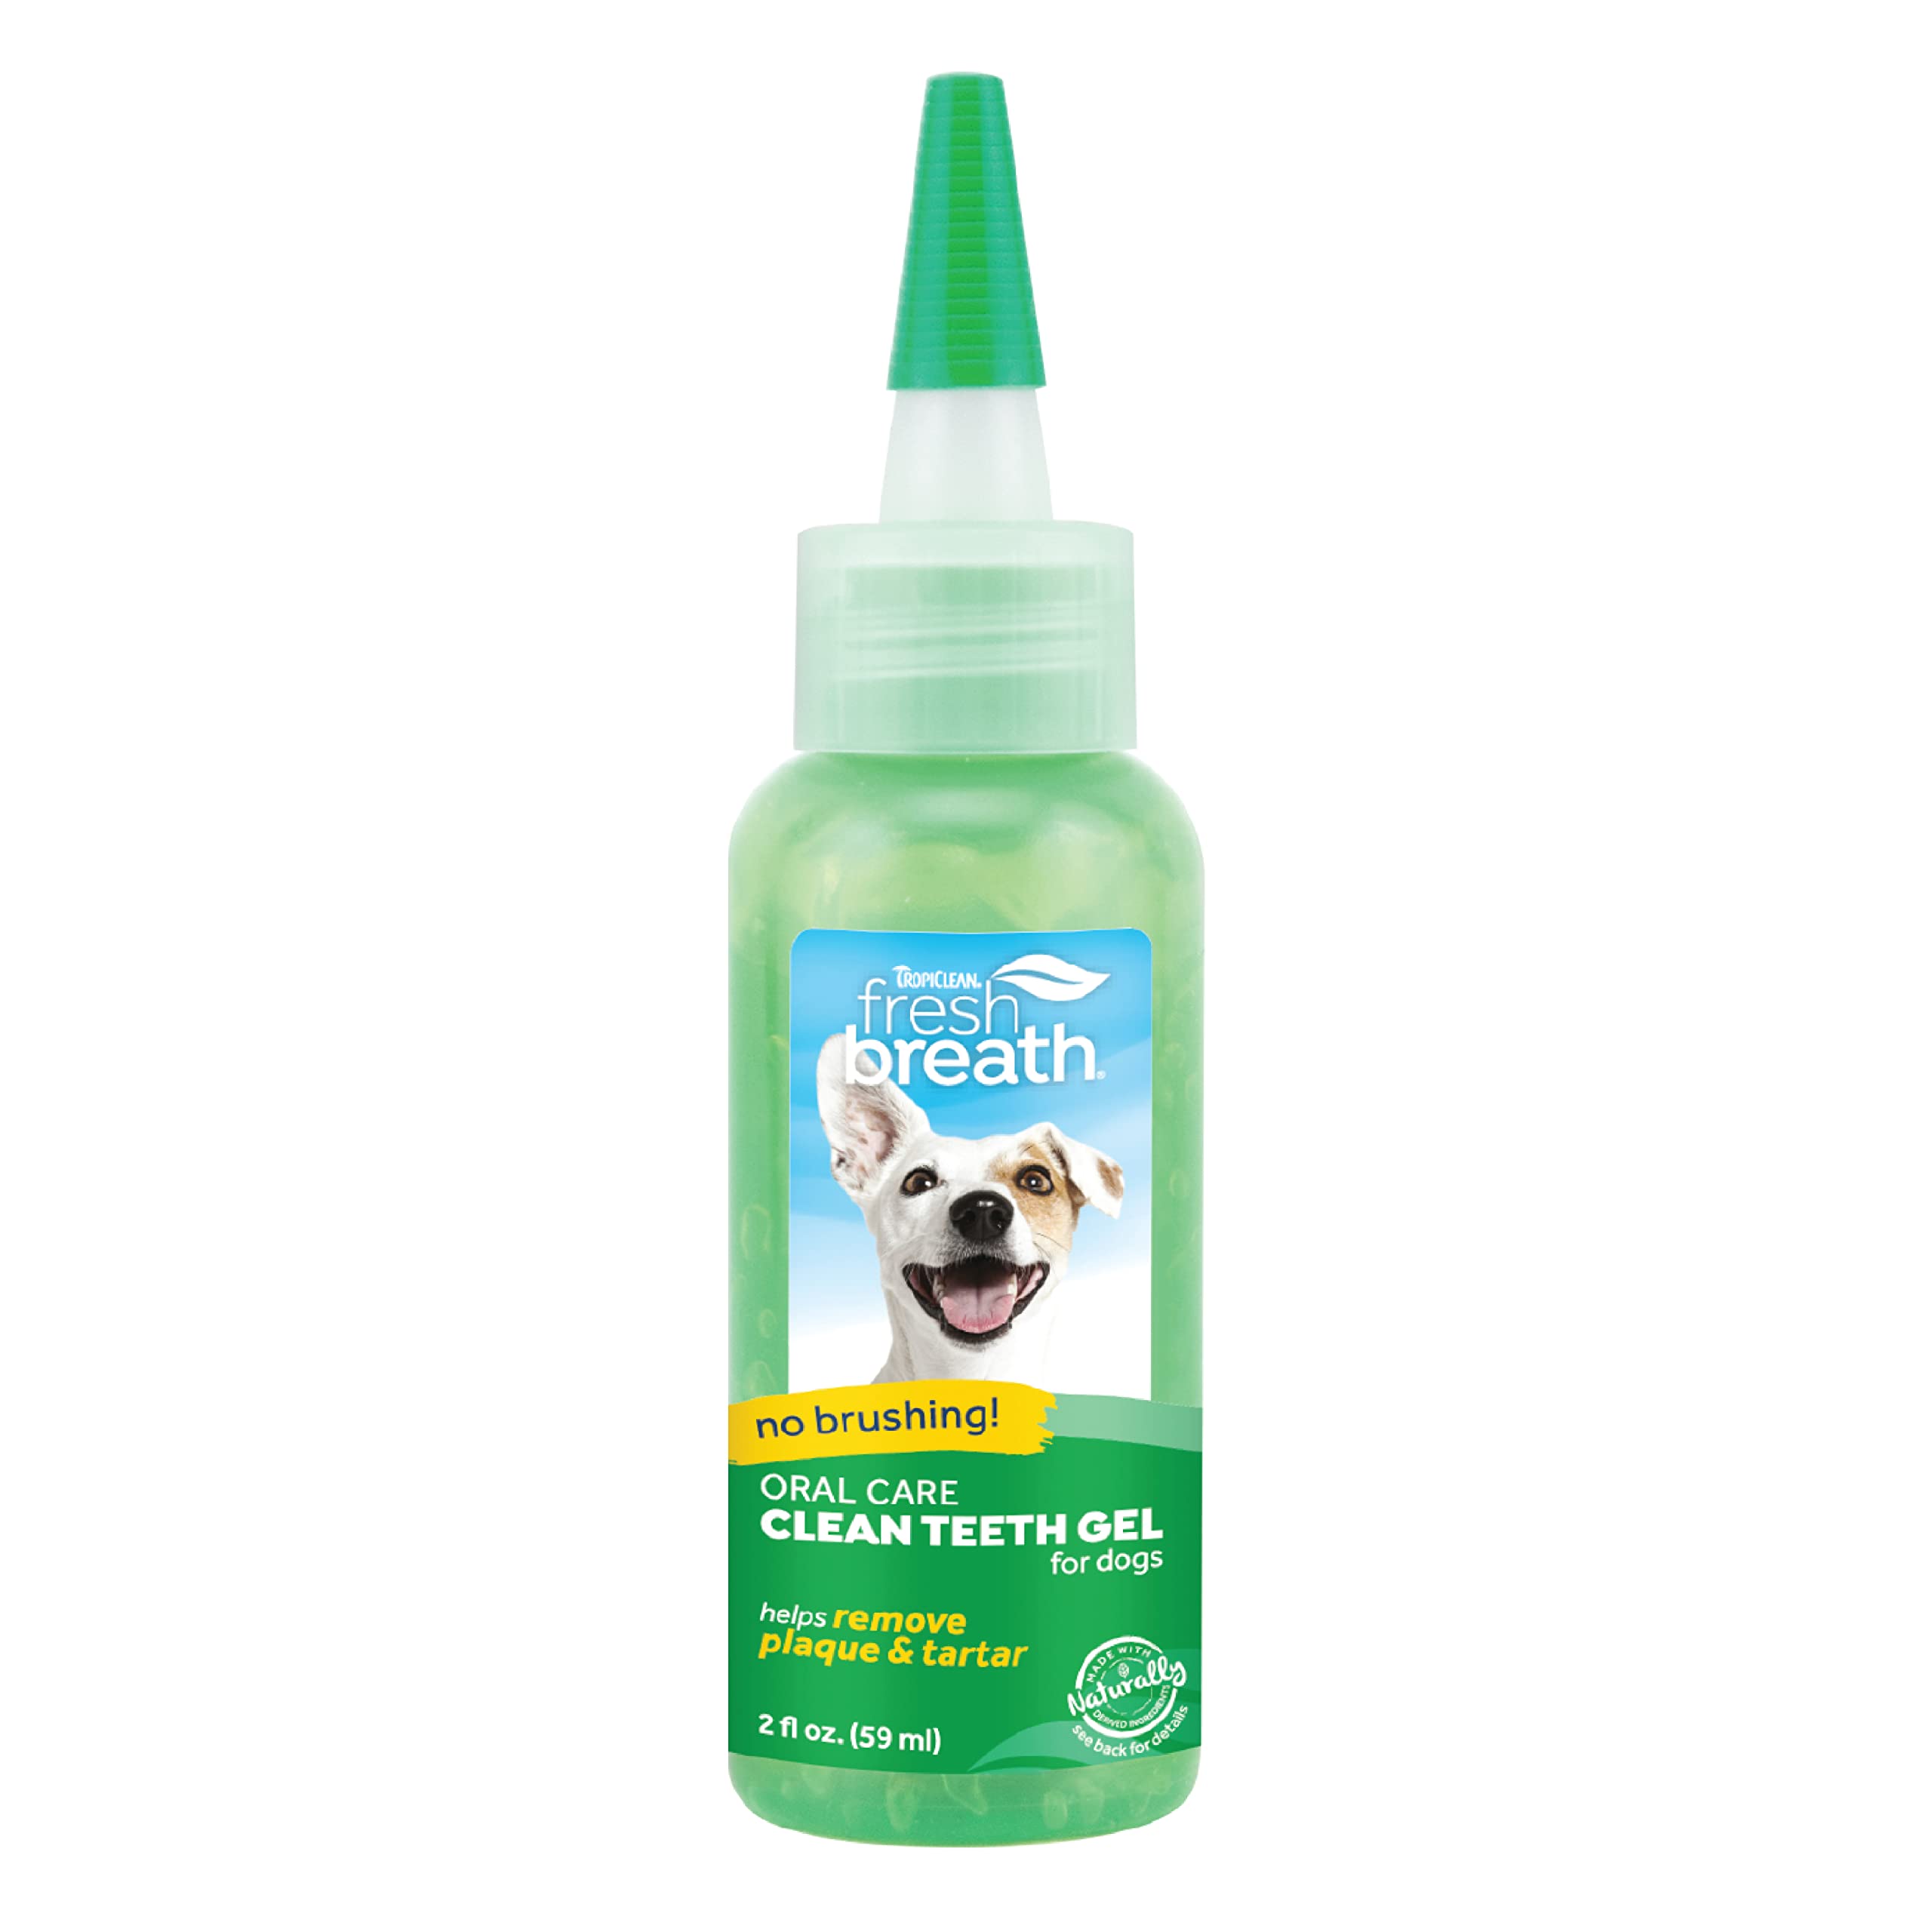 TROPICLEAN®
fresh
breath®
no brushing!
ORAL CARE
CLEAN TEETH GEL
for dogs
helps remove
plaque & tartar
2 fl oz. (59 ml)
MADE WITH
Naturally
DERIVED INGREDIENTS
see back for details